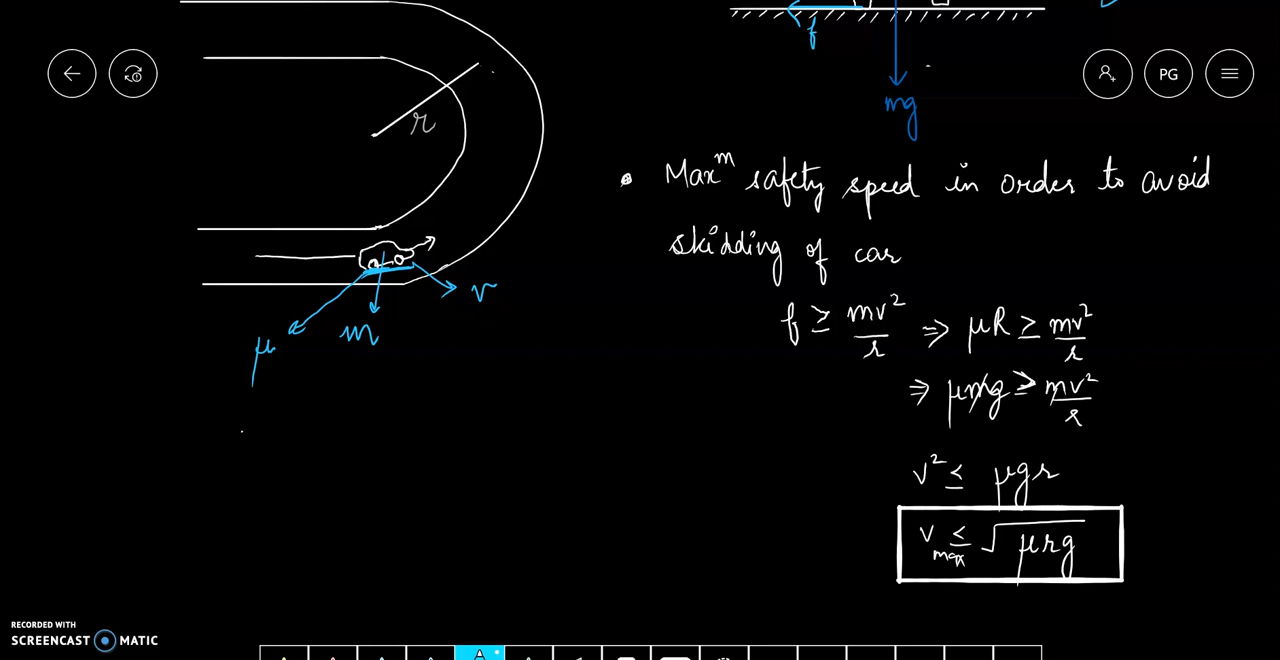 f
mg
PG
r
• Maxᵐ safety speed in order to avoid
skidding of car
f ≥ mv²/r ⇒ μR ≥ mv²/r
⇒ μmg ≥ mv²/r
v² ≤ μgr
v max ≤ √μrg
v
m
μ
RECORDED WITH
SCREENCAST MATIC